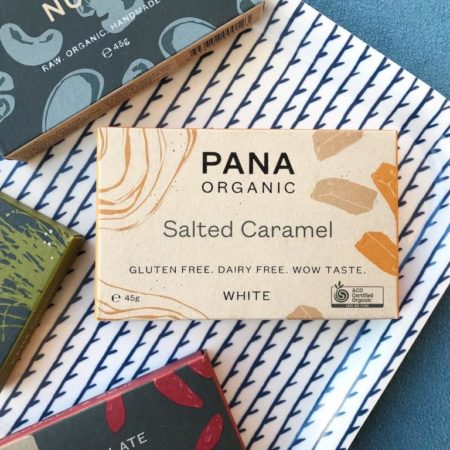 NU
RAW. ORGANIC. HANDMADE
℮ 45g
PANA
ORGANIC
Salted Caramel
GLUTEN FREE. DAIRY FREE. WOW TASTE.
WHITE
℮ 45g
ACO
Certified
Organic
LATE